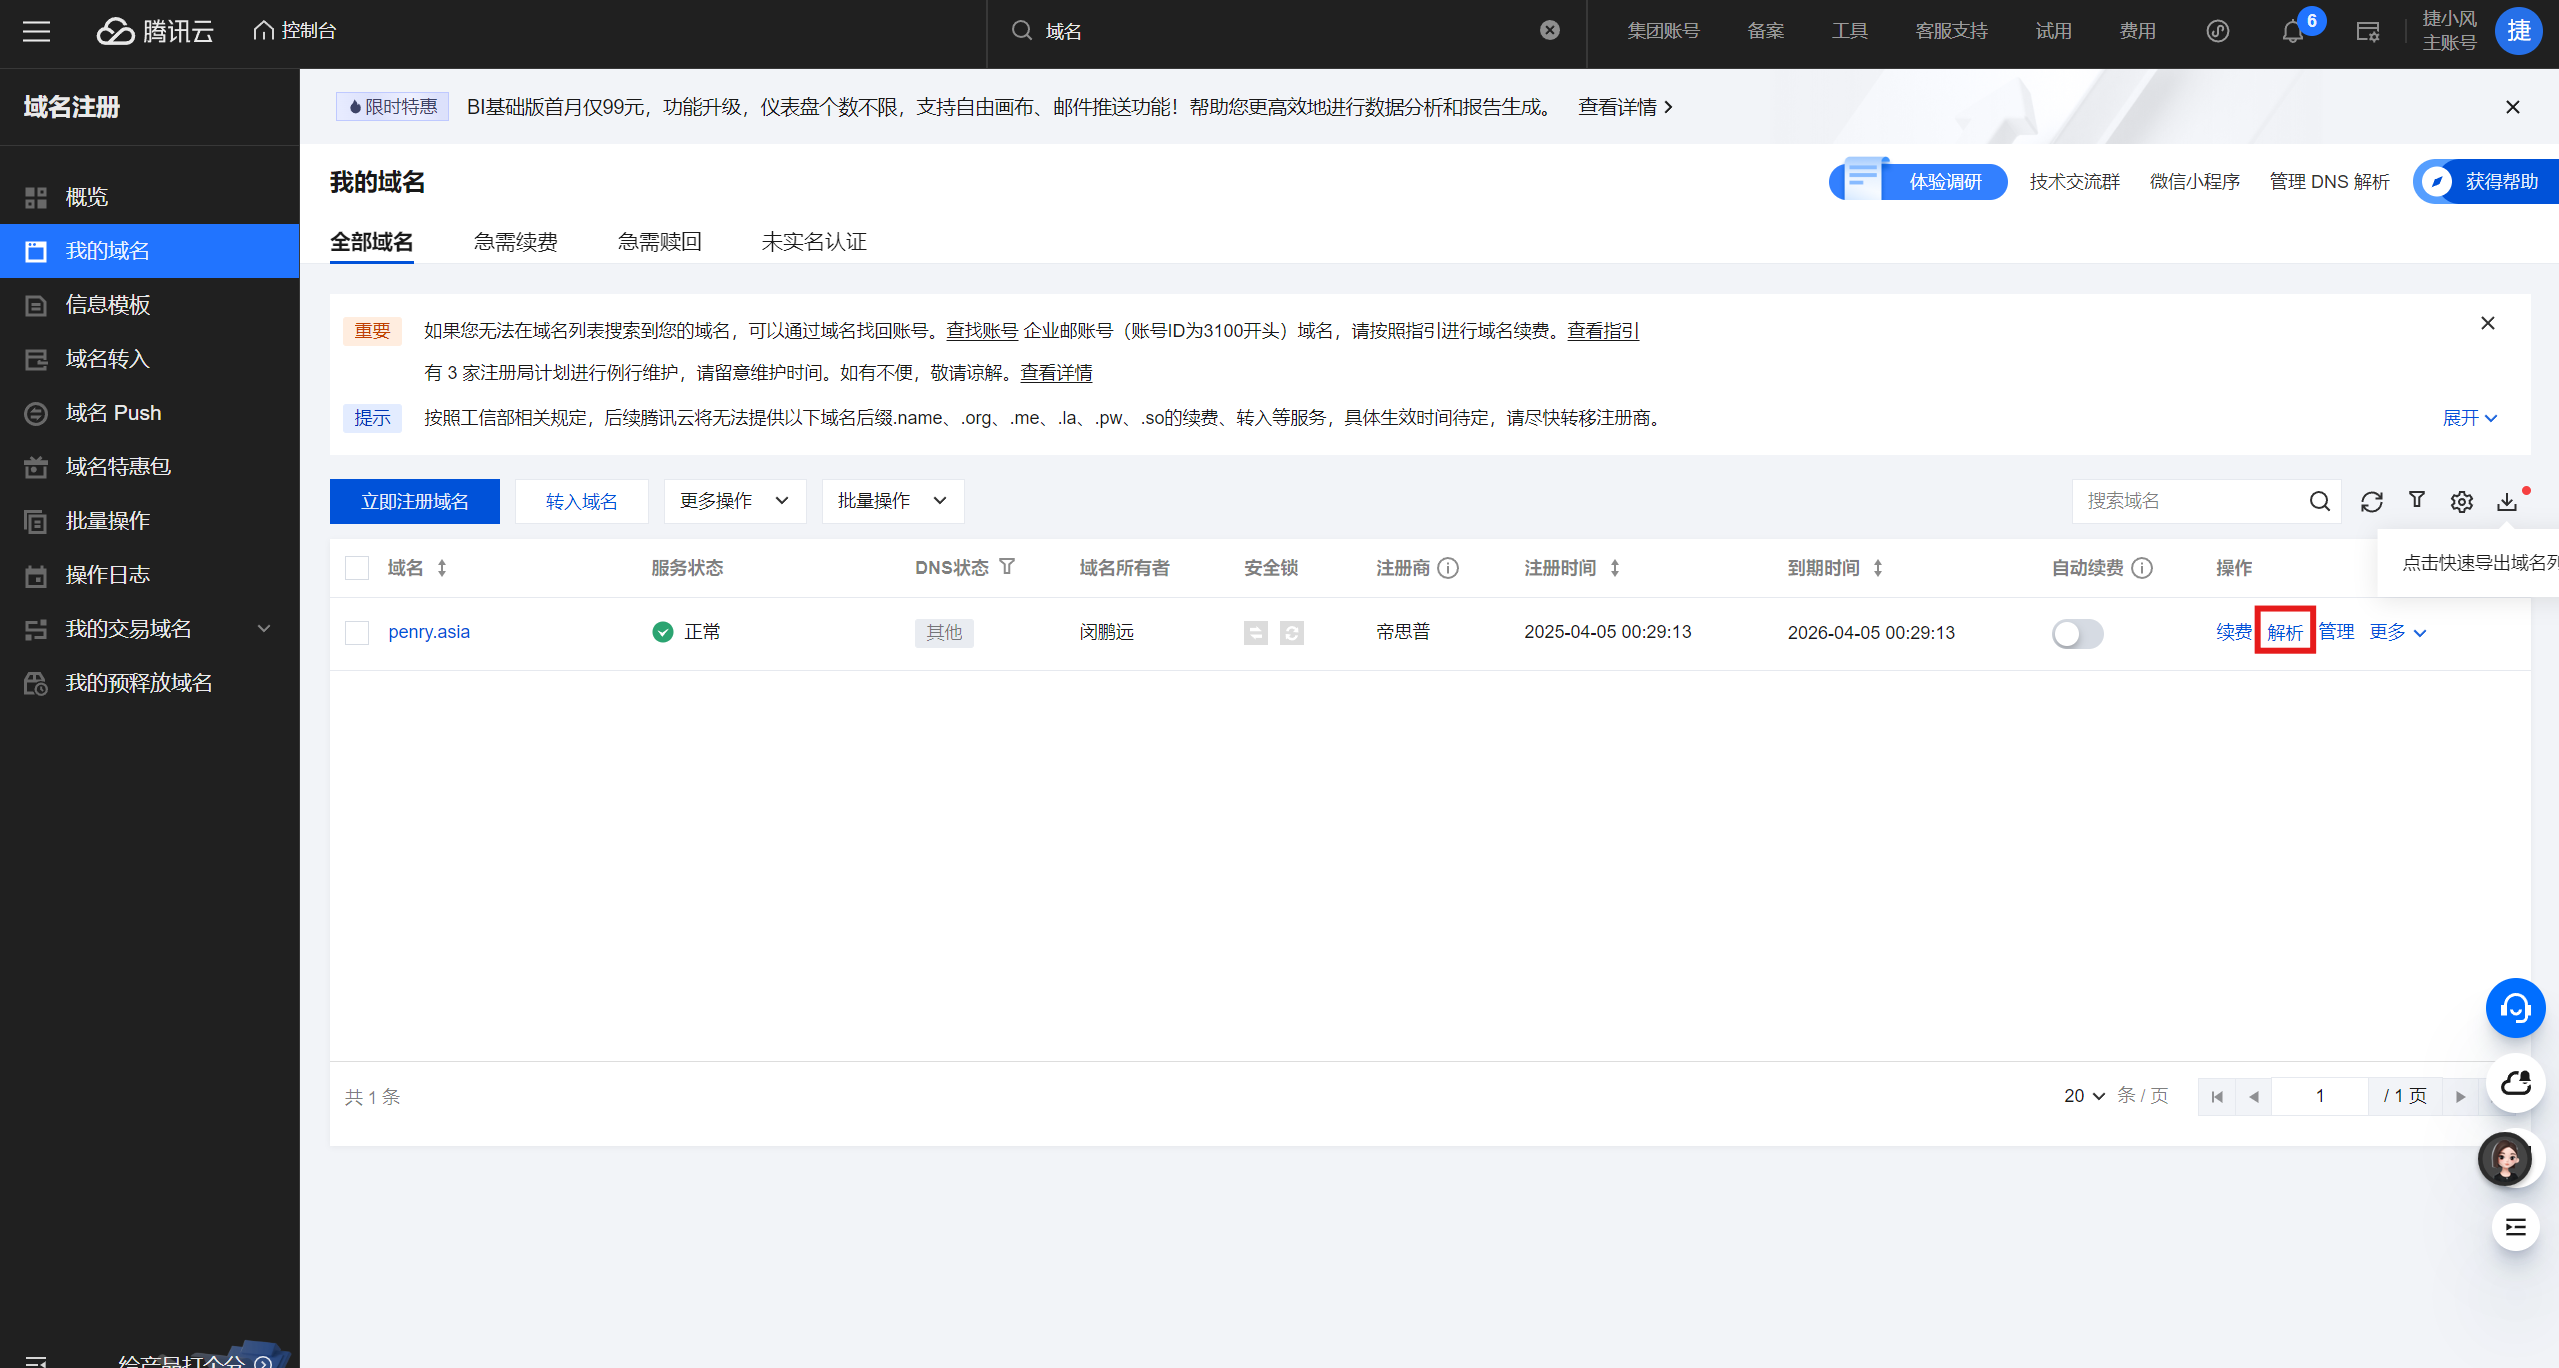 腾讯云
控制台
域名
集团账号
备案
工具
客服支持
试用
费用
6
捷小风
主账号
捷
域名注册
概览
我的域名
信息模板
域名转入
域名 Push
域名特惠包
批量操作
操作日志
我的交易域名
我的预释放域名
给产品打个分
限时特惠
BI基础版首月仅99元，功能升级，仪表盘个数不限，支持自由画布、邮件推送功能！帮助您更高效地进行数据分析和报告生成。 查看详情
我的域名
体验调研
技术交流群
微信小程序
管理 DNS 解析
获得帮助
全部域名
急需续费
急需赎回
未实名认证
重要 如果您无法在域名列表搜索到您的域名，可以通过域名找回账号。查找账号 企业邮账号（账号ID为3100开头）域名，请按照指引进行域名续费。查看指引
有 3 家注册局计划进行例行维护，请留意维护时间。如有不便，敬请谅解。查看详情
提示 按照工信部相关规定，后续腾讯云将无法提供以下域名后缀.name、.org、.me、.la、.pw、.so的续费、转入等服务，具体生效时间待定，请尽快转移注册商。
展开
立即注册域名
转入域名
更多操作
批量操作
搜索域名
点击快速导出域名列
域名 服务状态 DNS状态 域名所有者 安全锁 注册商 注册时间 到期时间 自动续费 操作
penry.asia 正常 其他 闵鹏远 帝思普 2025-04-05 00:29:13 2026-04-05 00:29:13 续费 解析 管理 更多
共 1 条
20 条 / 页 1 / 1 页